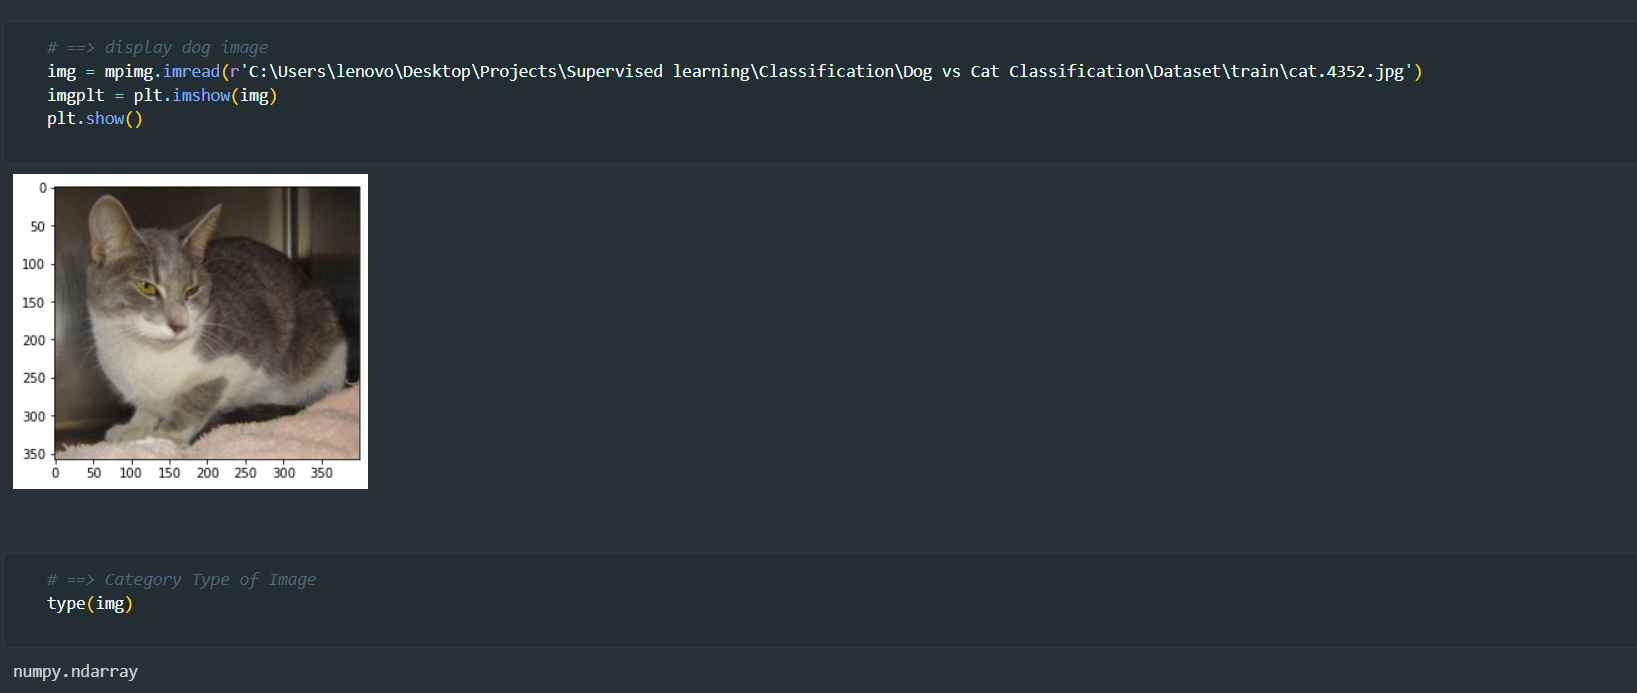 # ==> display dog image
img = mpimg.imread(r'C:\Users\lenovo\Desktop\Projects\Supervised learning\Classification\Dog vs Cat Classification\Dataset\train\cat.4352.jpg')
imgplt = plt.imshow(img)
plt.show()
0
50
100
150
200
250
300
350
0 50 100 150 200 250 300 350
# ==> Category Type of Image
type(img)
numpy.ndarray